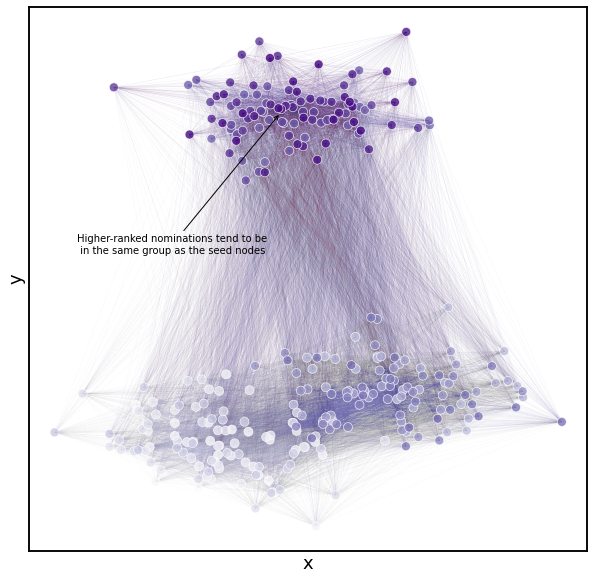 Higher-ranked nominations tend to be
in the same group as the seed nodes
y
x